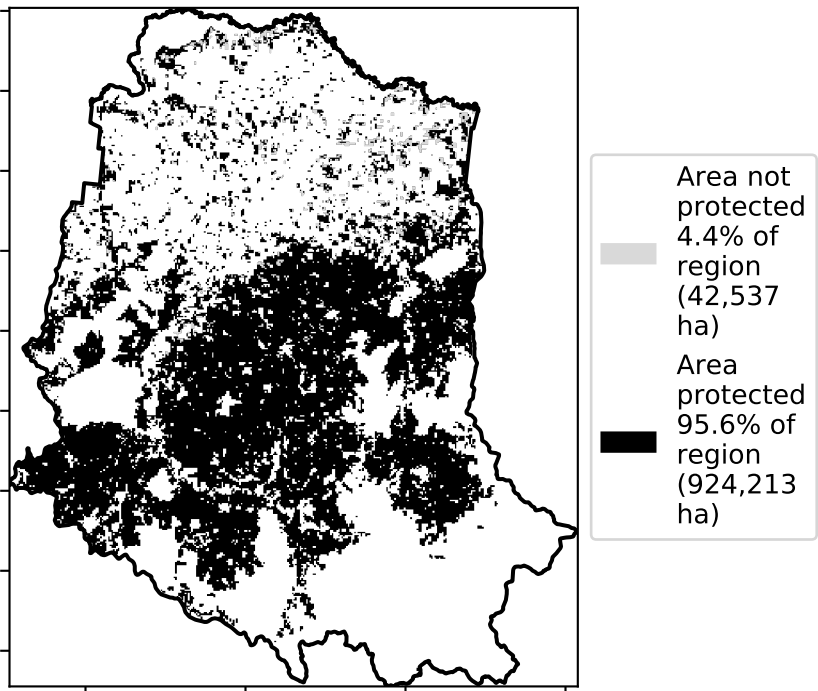 Area not
protected
4.4% of
region
(42,537
ha)
Area
protected
95.6% of
region
(924,213
ha)